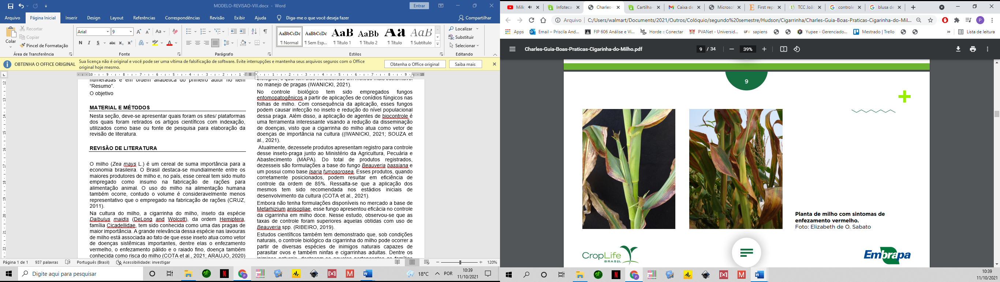 MODELO-REVISAO-VIII.docx - Word
Entrar
Arquivo Página Inicial Inserir Design Layout Referências Correspondências Revisão Exibir Ajuda Diga-me o que você deseja fazer Compartilhar
Colar
Recortar
Copiar
Pincel de Formatação
Área de Transferência
Arial 9
N I S abc x₂ x²
Fonte
Parágrafo
AaBbCcDd AaBbCcDd AaB AaBb Aa AaB
¶ Normal ¶ Sem Esp... ¶ Título 1 ¶ Título 2 ¶ Título ¶ Subtítulo
Estilos
Localizar
Substituir
Selecionar
Editando
OBTENHA O OFFICE ORIGINAL Sua licença não é original e você pode ser uma vítima de falsificação de software. Evite interrupções e mantenha seus arquivos seguros com o Office
original hoje mesmo.
Obtenha o Office original Saiba mais
numeradas e em ordem alfabética do primeiro autor no item
“Resumo”.
O objetivo
MATERIAL E MÉTODOS
Nesta seção, deve-se apresentar quais foram os sites/ plataformas
dos quais foram retirados os artigos científicos com indexação,
utilizados como base ou fonte de pesquisa para elaboração da
revisão de literatura.
REVISÃO DE LITERATURA
O milho (Zea mays L.) é um cereal de suma importância para a
economia brasileira. O Brasil destaca-se mundialmente entre os
maiores produtores de milho e, no país, esse cereal tem sido muito
empregado como insumo na fabricação de rações para
alimentação animal. O uso do milho na alimentação humana
também ocorre, contudo o volume é consideravelmente menos
representativo que o empregado na fabricação de rações (CRUZ,
2011).
Na cultura do milho, a cigarrinha do milho, inseto da espécie
Dalbulus maidis (DeLong and Wolcott), da ordem Hemiptera,
família Cicadellidae, tem sido conhecida como uma das pragas de
maior importância. A grande relevância dessa espécie nas lavouras
de milho está associada ao fato de que esse inseto atua como vetor
de doenças sistêmicas importantes, dentre elas o enfezamento
vermelho, o enfezamento pálido e o raiado fino, doença também
conhecida como risca do milho (COTA et al., 2021; ARAUJO, 2020)
biológico, o qual tem sido considerado um método mais sustentável
no manejo de pragas (IWANICKI, 2021).
No controle biológico tem sido empregados fungos
entomopatogênicos a partir de aplicações de conídios fúngicos nas
folhas de milho. Com consequência da aplicação, esses fungos
podem causar infecção no inseto e redução do nível populacional
dessa praga. Além disso, a aplicação de agentes de biocontrole é
uma ferramenta interessante visando a redução da disseminação
de doenças, visto que a cigarrinha do milho atua como vetor de
doenças de importância na cultura ((IWANICKI, 2021; SOUZA et
al., 2021).
Atualmente, dezessete produtos apresentam registro para controle
desse inseto-praga junto ao Ministério da Agricultura, Pecuária e
Abastecimento (MAPA). Do total de produtos registrados,
dezesseis são formulações a base do fungo Beauveria bassiana e
um possui como base Isaria fumosorosea. Esses produtos, quando
corretamente posicionados, podem resultar em eficiência de
controle da ordem de 85%. Ressalta-se que a aplicação dos
mesmos tem sido recomendada nos estádios iniciais de
desenvolvimento da cultura (COTA et al., 2021).
Embora não tenha formulações disponíveis no mercado a base de
Metarhizium anisopliae, esse fungo apresentou eficácia no controle
da cigarrinha em milho doce. Nesse estudo, observou-se que as
taxas de controle foram superiores aquelas obtidas com uso de
Beauveria spp. (RIBEIRO, 2019).
Estudos científicos também tem demonstrado que, sob condições
naturais, o controle biológico da cigarrinha do milho pode ocorrer a
partir de diversas espécies de inimigos naturais capazes de
parasitar ovos e também ninfas e cigarrinhas adultas. Dentre os
Página 1 de 1 937 palavras Português (Brasil) Acessibilidade: investigar 120%
Digite aqui para pesquisar
18°C POR 10:39
11/10/2021
Milk Infoteca- Charles- Cartilha- Caixa de Microsof First rep TCC João controle blusa de
Arquivo C:/Users/walmart/Documents/2021/Outros/Colóquio/segundo%20semestre/Hudson/Cigarrinha/Charles-Guia-Boas-Praticas-Cigarinha-do-Mil...
Apps Email – Priscila And... FIP 606 Análise e Vi... Horde :: Conectar PVANet - Universid... UFV sapiens Yupee - Gerenciado... Mestrado | Trello » Lista de leitura
Charles-Guia-Boas-Praticas-Cigarinha-do-Milho.pdf 9 / 34 39%
9
Planta de milho com sintomas de
enfezamento vermelho.
Foto: Elizabeth de O. Sabato
CropLife
BRASIL
Embrapa
10:39
11/10/2021